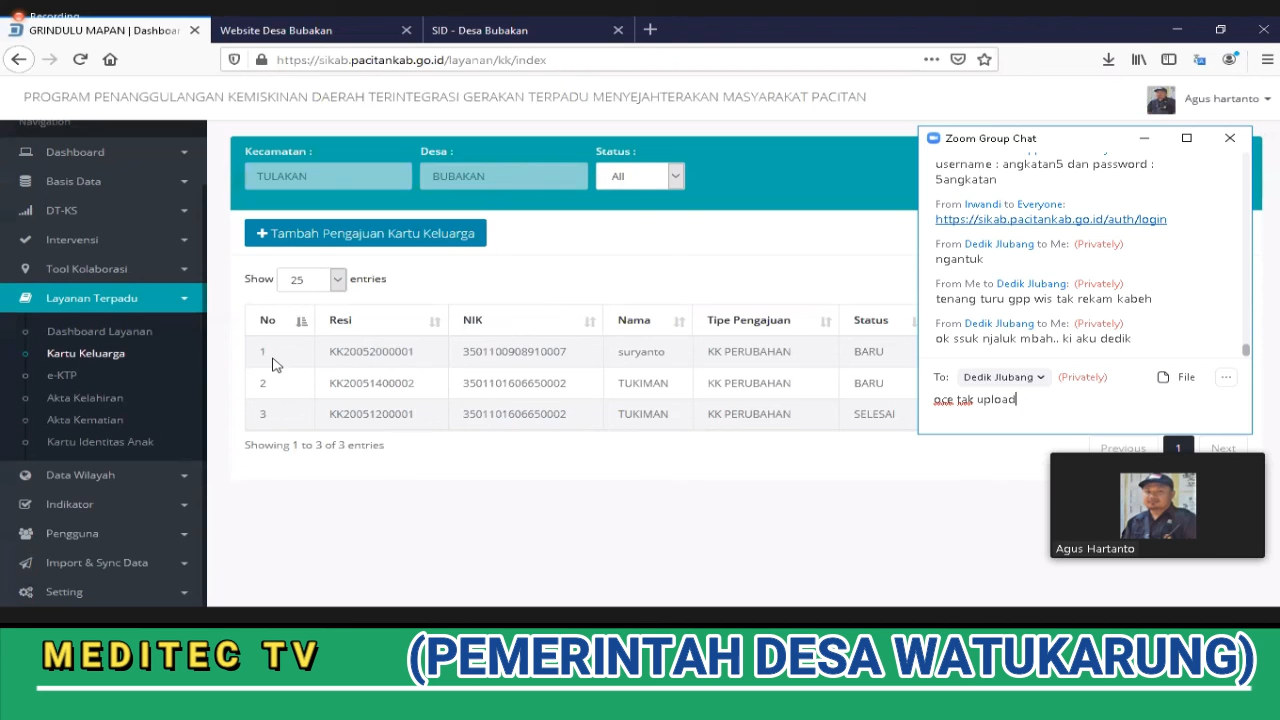 Recording
GRINDULU MAPAN | Dashboar
Website Desa Bubakan
SID - Desa Bubakan
https://sikab.pacitankab.go.id/layanan/kk/index
PROGRAM PENANGGULANGAN KEMISKINAN DAERAH TERINTEGRASI GERAKAN TERPADU MENYEJAHTERAKAN MASYARAKAT PACITAN
Agus hartanto
Navigation
Dashboard
Basis Data
DT-KS
Intervensi
Tool Kolaborasi
Layanan Terpadu
Dashboard Layanan
Kartu Keluarga
e-KTP
Akta Kelahiran
Akta Kematian
Kartu Identitas Anak
Data Wilayah
Indikator
Pengguna
Import & Sync Data
Setting
Kecamatan : Desa : Status :
TULAKAN BUBAKAN All
+ Tambah Pengajuan Kartu Keluarga
Show 25 entries
No Resi NIK Nama Tipe Pengajuan Status
1 KK20052000001 3501100908910007 suryanto KK PERUBAHAN BARU
2 KK20051400002 3501101606650002 TUKIMAN KK PERUBAHAN BARU
3 KK20051200001 3501101606650002 TUKIMAN KK PERUBAHAN SELESAI
Showing 1 to 3 of 3 entries
Previous 1 Next
Zoom Group Chat
username : angkatan5 dan password :
5angkatan
From Irwandi to Everyone:
https://sikab.pacitankab.go.id/auth/login
From Dedik Jlubang to Me: (Privately)
ngantuk
From Me to Dedik Jlubang: (Privately)
tenang turu gpp wis tak rekam kabeh
From Dedik Jlubang to Me: (Privately)
ok ssuk njaluk mbah.. ki aku dedik
To: Dedik Jlubang (Privately) File
oce tak upload
Agus Hartanto
MEDITEC TV
(PEMERINTAH DESA WATUKARUNG)